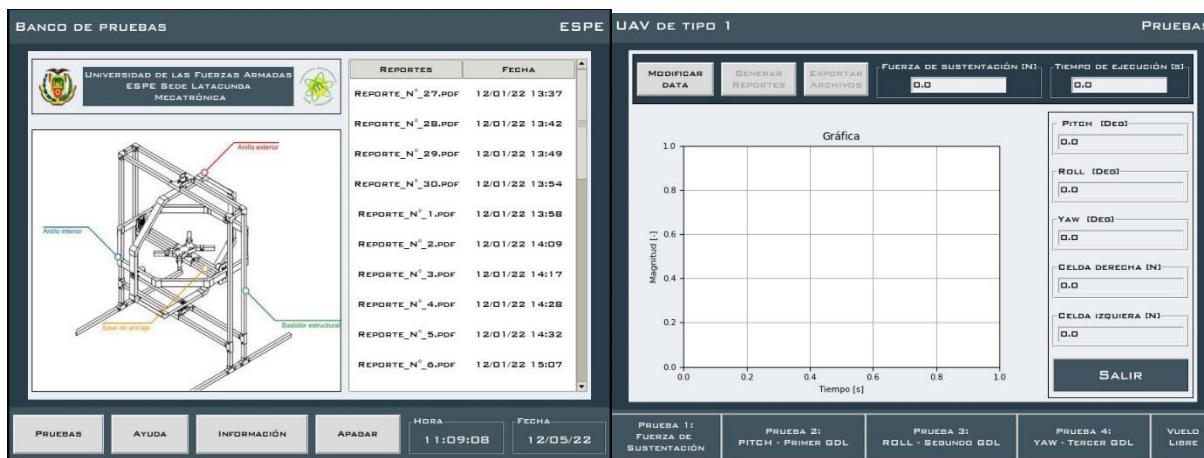 BANCO DE PRUEBAS
ESPE
UNIVERSIDAD DE LAS FUERZAS ARMADAS
ESPE SEDE LATACUNGA
MECATRÓNICA
Anillo exterior
Anillo interior
Base de anclaje
Bastidor estructural
REPORTES FECHA
REPORTE_N°_27.PDF 12/01/22 13:37
REPORTE_N°_28.PDF 12/01/22 13:42
REPORTE_N°_29.PDF 12/01/22 13:49
REPORTE_N°_30.PDF 12/01/22 13:54
REPORTE_N°_1.PDF 12/01/22 13:58
REPORTE_N°_2.PDF 12/01/22 14:09
REPORTE_N°_3.PDF 12/01/22 14:17
REPORTE_N°_4.PDF 12/01/22 14:28
REPORTE_N°_5.PDF 12/01/22 14:32
REPORTE_N°_6.PDF 12/01/22 15:07
PRUEBAS
AYUDA
INFORMACIÓN
APAGAR
HORA
11:09:08
FECHA
12/05/22
UAV DE TIPO 1
PRUEBAS
MODIFICAR
DATA
GENERAR
REPORTES
EXPORTAR
ARCHIVOS
FUERZA DE SUSTENTACIÓN [N]
0.0
TIEMPO DE EJECUCIÓN [S]
0.0
Gráfica
1.0
0.8
0.6
0.4
0.2
0.0
Magnitud [-]
0.0 0.2 0.4 0.6 0.8 1.0
Tiempo [s]
PITCH [DEG]
0.0
ROLL [DEG]
0.0
YAW [DEG]
0.0
CELDA DERECHA [N]
0.0
CELDA IZQUIERA [N]
0.0
SALIR
PRUEBA 1:
FUERZA DE
SUSTENTACIÓN
PRUEBA 2:
PITCH - PRIMER GDL
PRUEBA 3:
ROLL - SEGUNDO GDL
PRUEBA 4:
YAW - TERCER GDL
VUELO
LIBRE